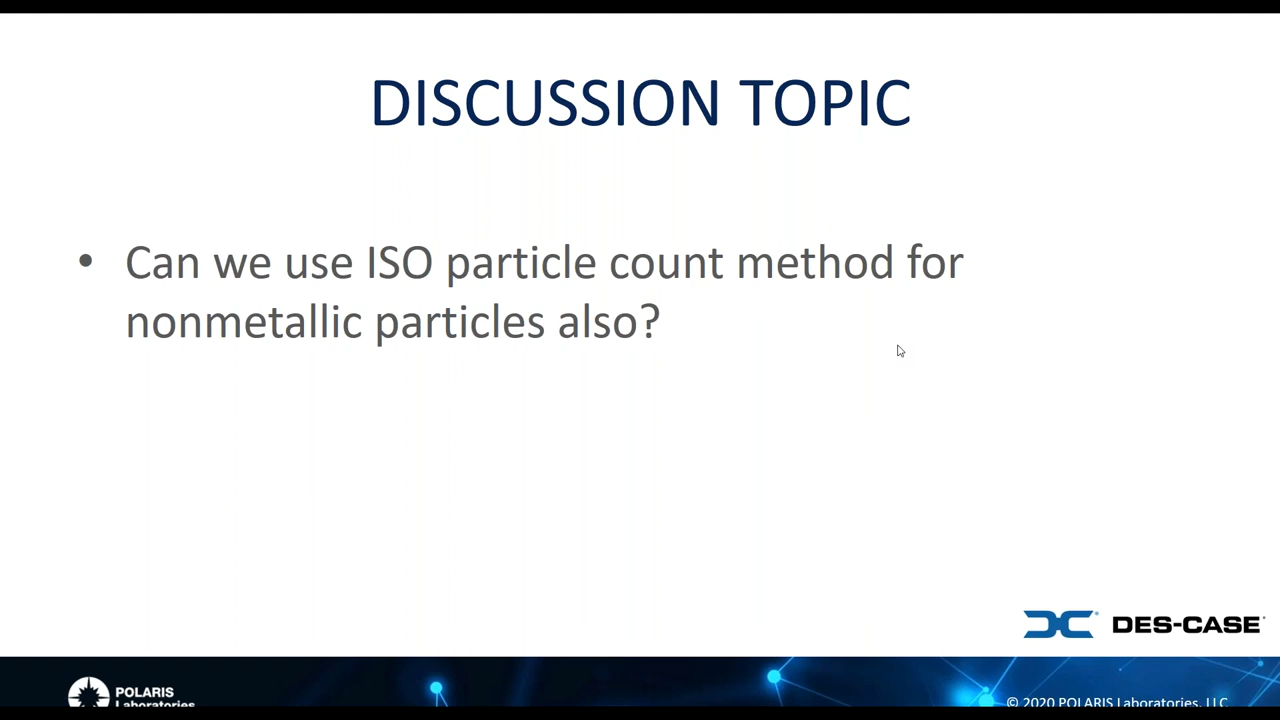 DISCUSSION TOPIC
• Can we use ISO particle count method for
nonmetallic particles also?
DES-CASE
POLARIS
Laboratories
© 2020 POLARIS Laboratories, LLC